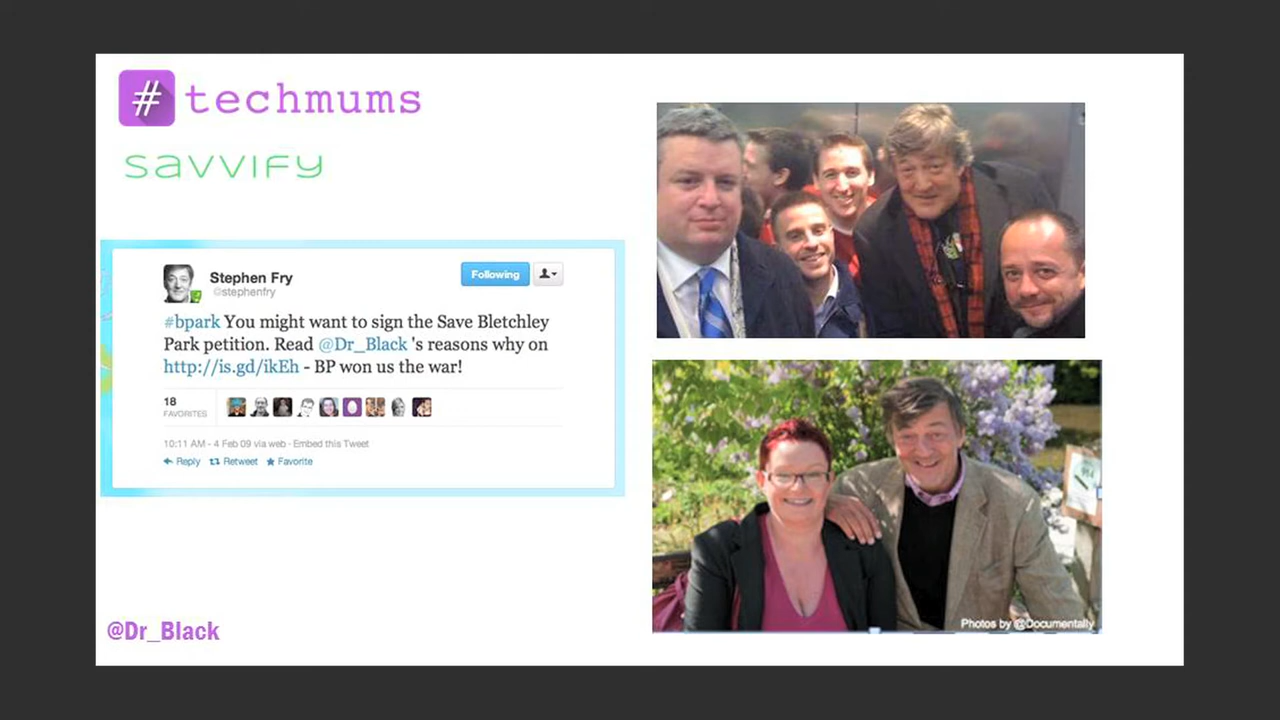 # techmums
savvify
Stephen Fry
@stephenfry
Following
#bpark You might want to sign the Save Bletchley
Park petition. Read @Dr_Black 's reasons why on
http://is.gd/ikEh - BP won us the war!
18
FAVORITES
10:11 AM - 4 Feb 09 via web · Embed this Tweet
Reply Retweet Favorite
@Dr_Black
Photos by @Documentally